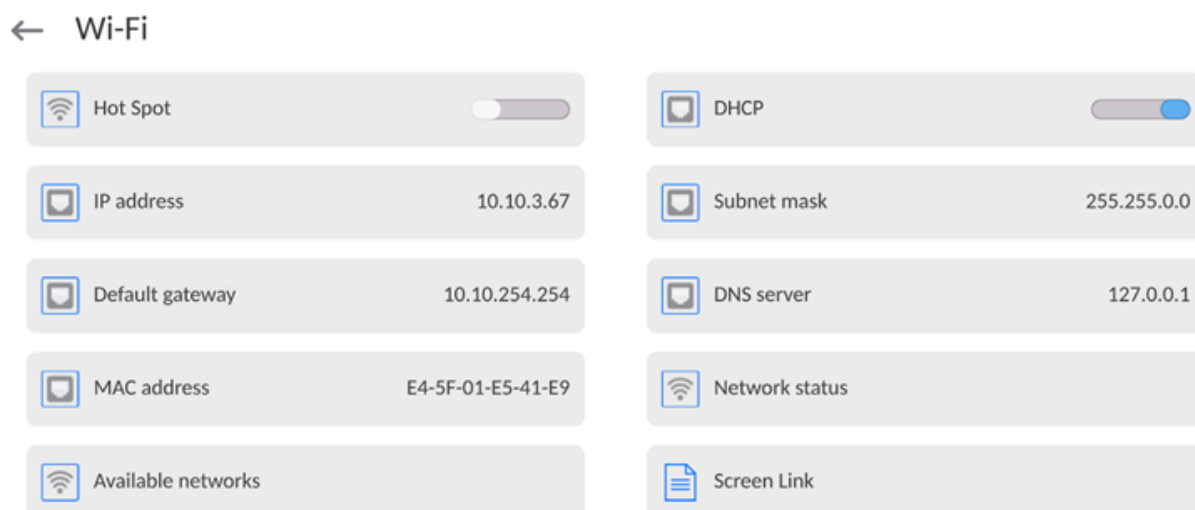 Wi-Fi
Hot Spot
DHCP
IP address 10.10.3.67
Subnet mask 255.255.0.0
Default gateway 10.10.254.254
DNS server 127.0.0.1
MAC address E4-5F-01-E5-41-E9
Network status
Available networks
Screen Link